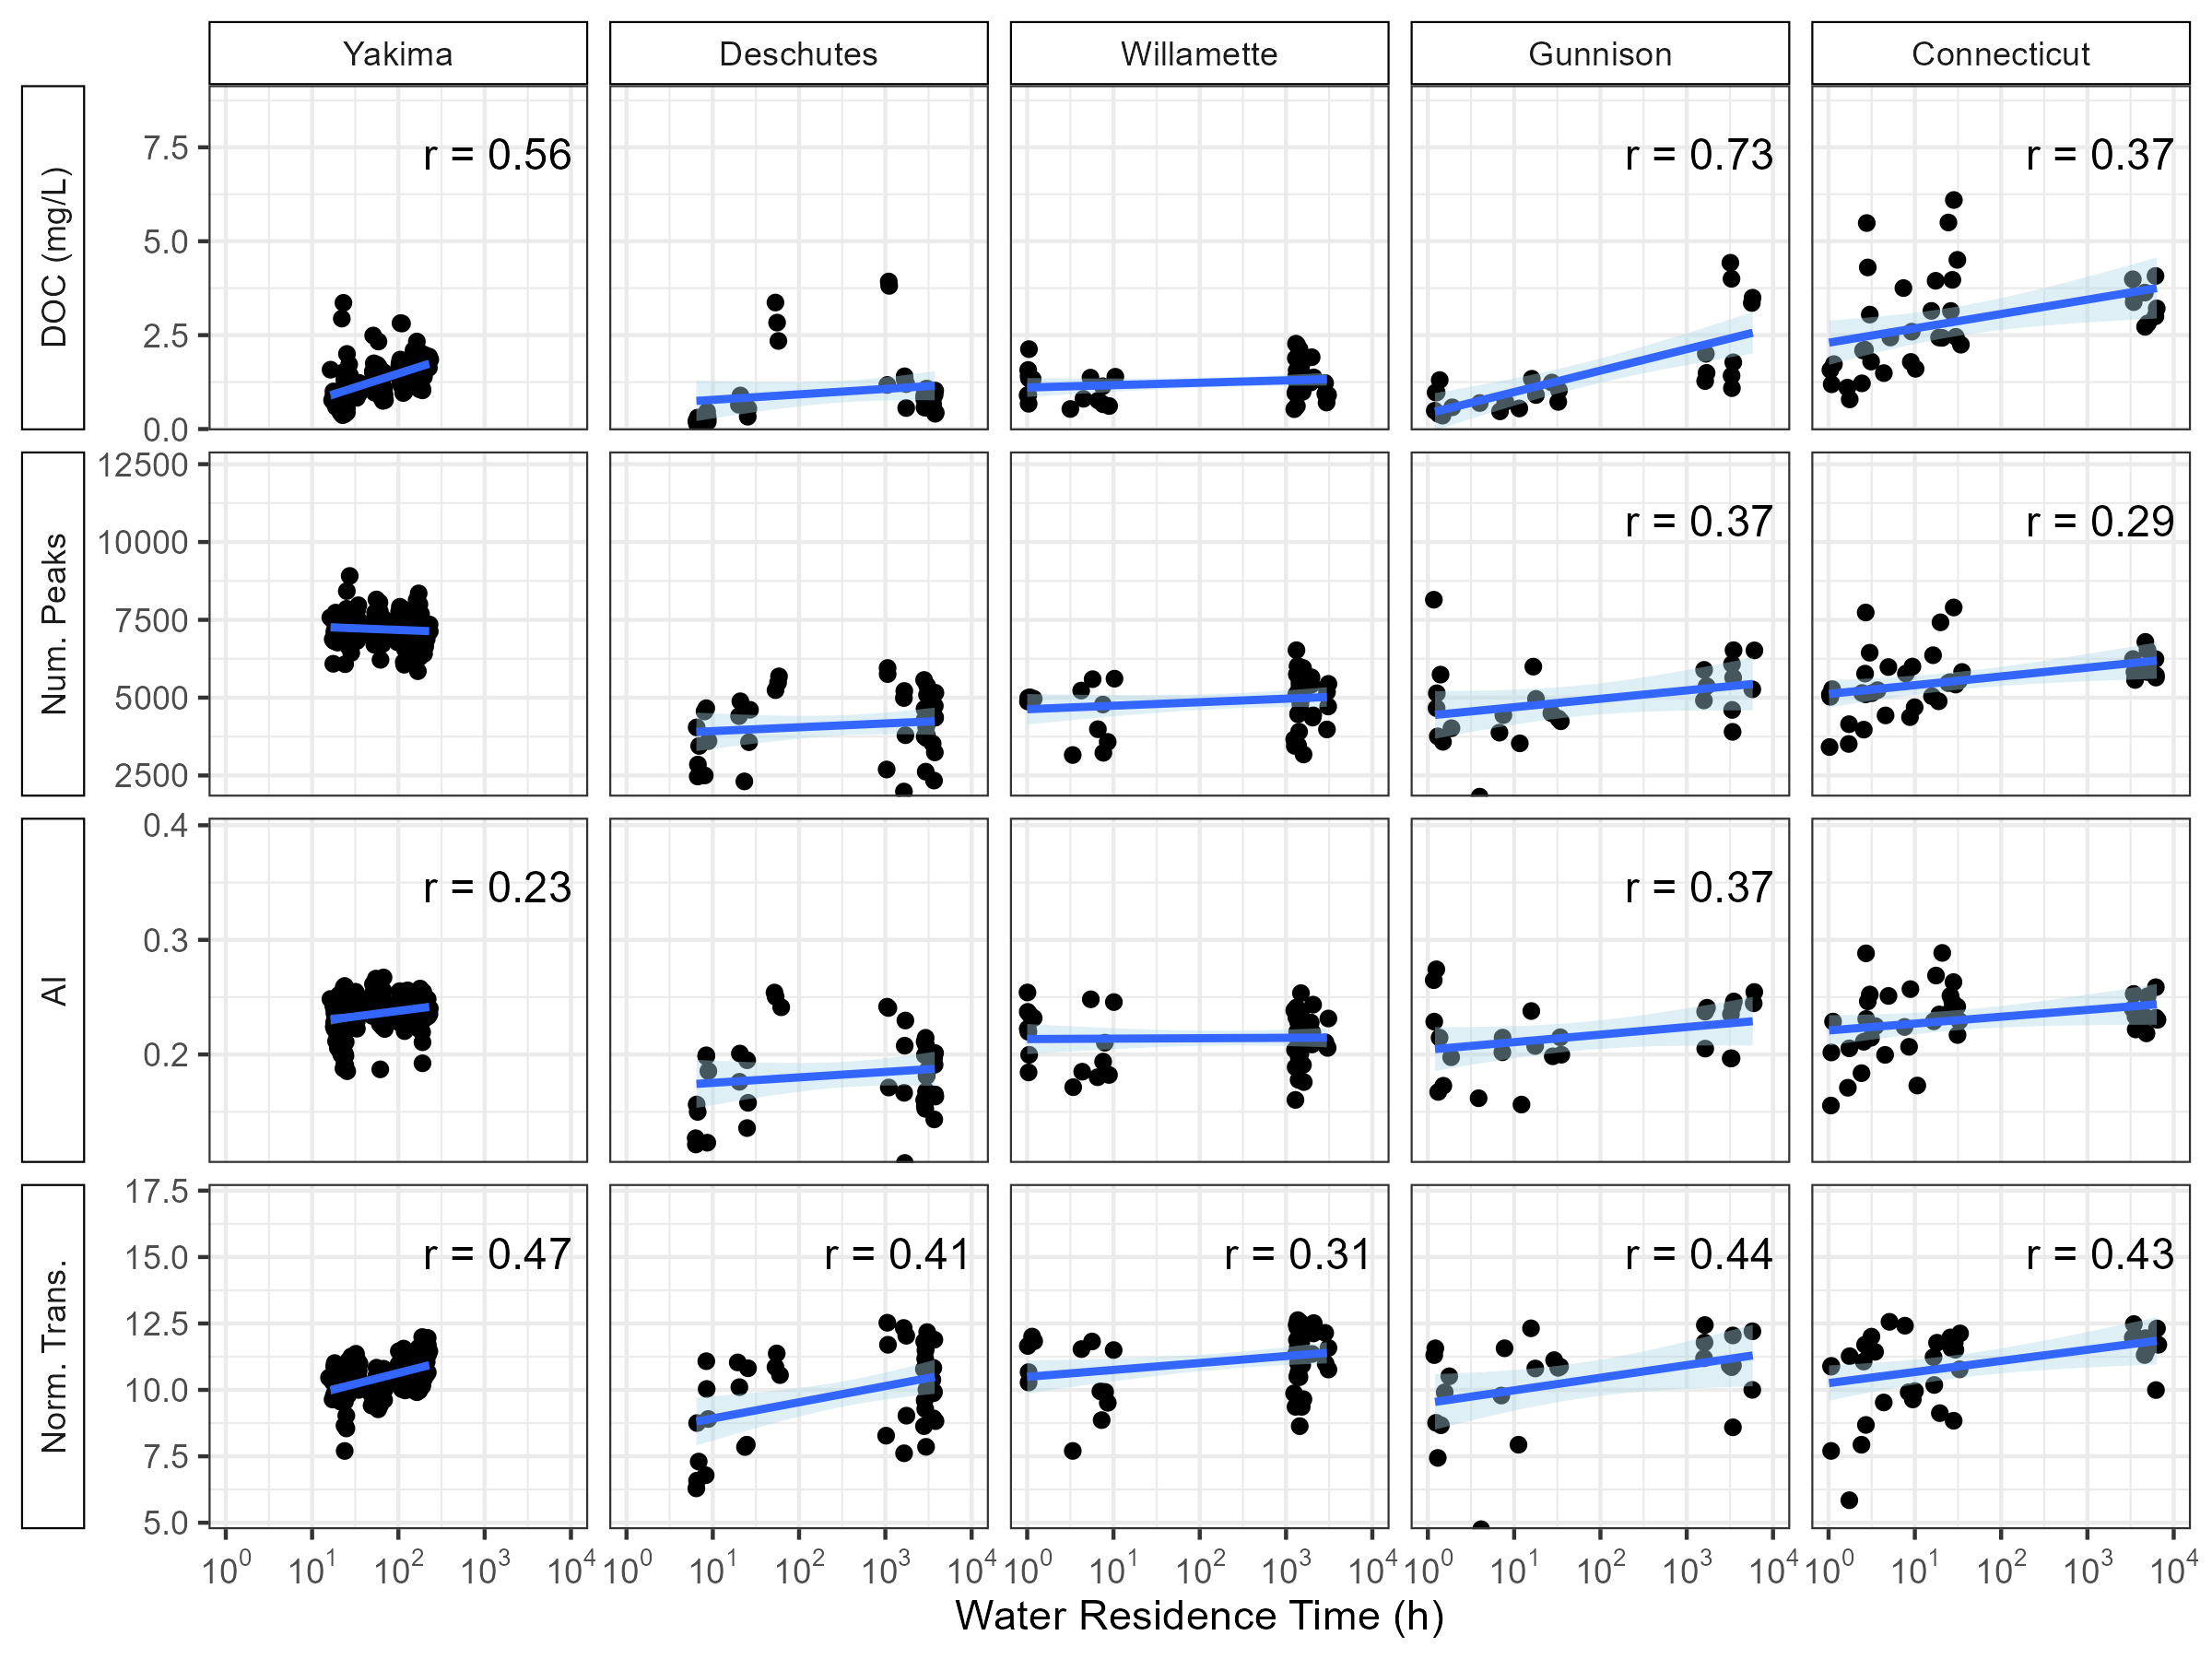 Yakima Deschutes Willamette Gunnison Connecticut
DOC (mg/L)
7.5
5.0
2.5
0.0
r = 0.56
r = 0.73
r = 0.37
Num. Peaks
12500
10000
7500
5000
2500
r = 0.37
r = 0.29
AI
0.4
0.3
0.2
r = 0.23
r = 0.37
Norm. Trans.
17.5
15.0
12.5
10.0
7.5
5.0
r = 0.47
r = 0.41
r = 0.31
r = 0.44
r = 0.43
10⁰ 10¹ 10² 10³ 10⁴ 10⁰ 10¹ 10² 10³ 10⁴ 10⁰ 10¹ 10² 10³ 10⁴ 10⁰ 10¹ 10² 10³ 10⁴ 10⁰ 10¹ 10² 10³ 10⁴
Water Residence Time (h)